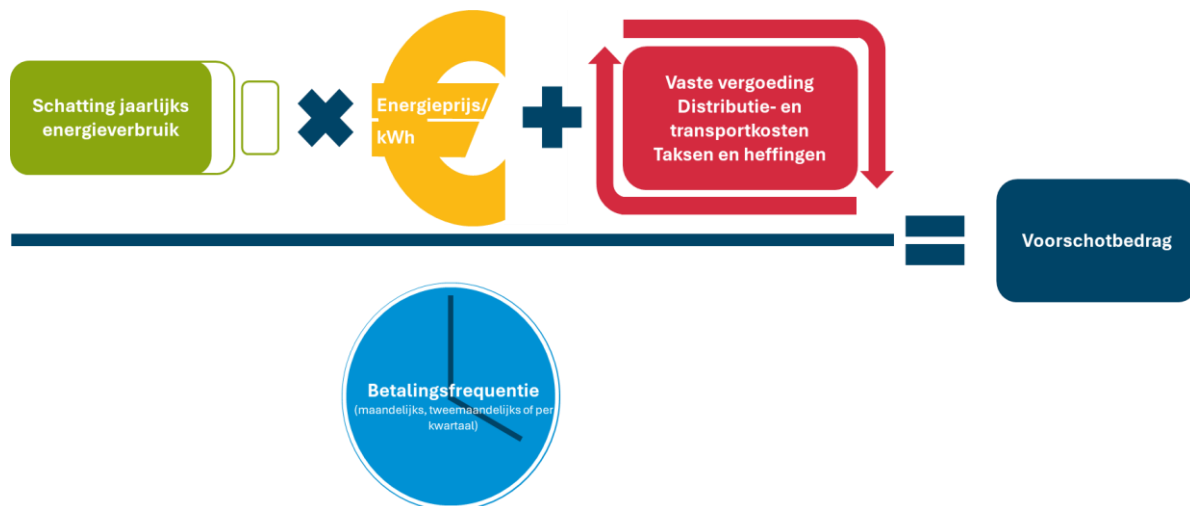 Schatting jaarlijks
energieverbruik
Energieprijs/
kWh
Vaste vergoeding
Distributie- en
transportkosten
Taksen en heffingen
Voorschotbedrag
Betalingsfrequentie
(maandelijks, tweemaandelijks of per
kwartaal)